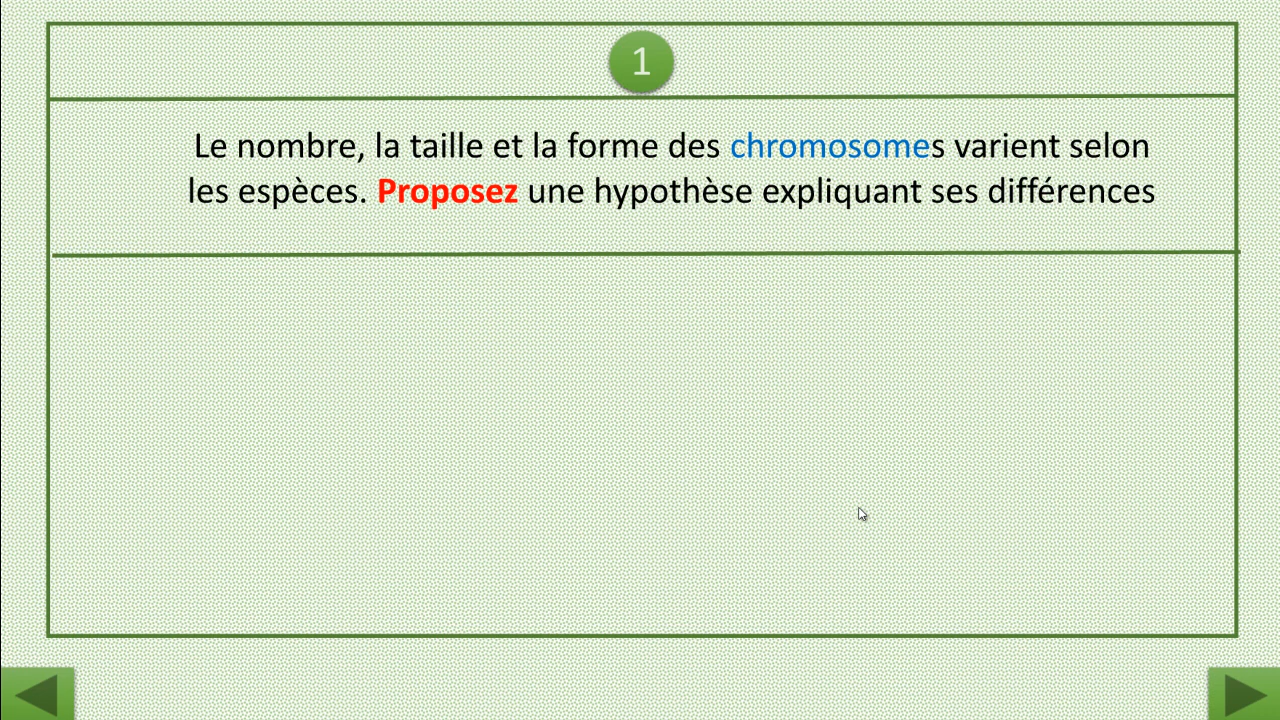 1
Le nombre, la taille et la forme des chromosomes varient selon
les espèces. Proposez une hypothèse expliquant ses différences